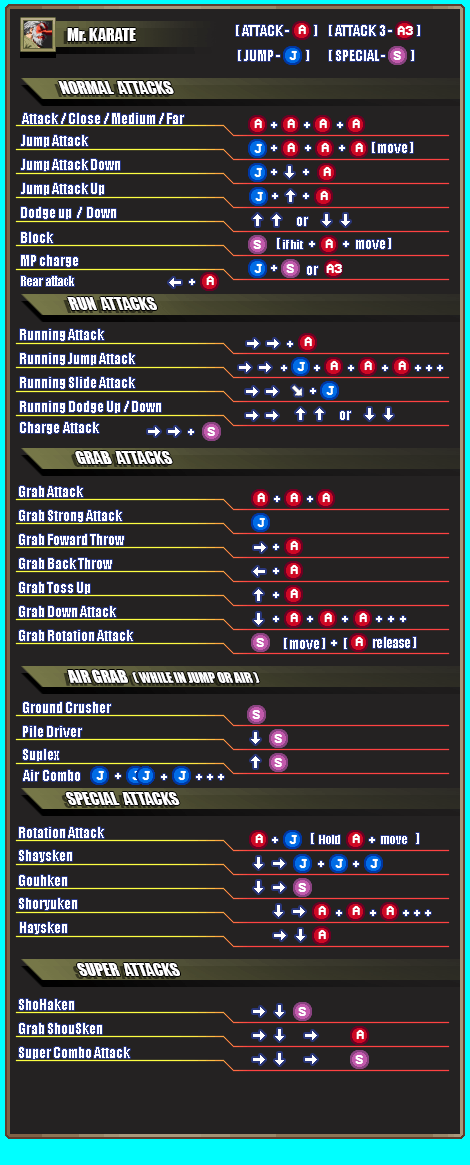 Mr. KARATE
[ ATTACK - A ] [ ATTACK 3 - A3 ]
[ JUMP - J ] [ SPECIAL - S ]
NORMAL ATTACKS
Attack / Close / Medium / Far A + A + A + A
Jump Attack J + A + A + A [ move ]
Jump Attack Down J + ↓ + A
Jump Attack Up J + ↑ + A
Dodge up / Down ↑ ↑ or ↓ ↓
Block S [ if hit + A + move ]
MP charge J + S or A3
Rear attack ← + A
RUN ATTACKS
Running Attack → → + A
Running Jump Attack → → + J + A + A + A + + +
Running Slide Attack → → ↘ + J
Running Dodge Up / Down → → ↑ ↑ or ↓ ↓
Charge Attack → → + S
GRAB ATTACKS
Grab Attack A + A + A
Grab Strong Attack J
Grab Foward Throw → + A
Grab Back Throw ← + A
Grab Toss Up ↑ + A
Grab Down Attack ↓ + A + A + A + + +
Grab Rotation Attack S [ move ] + [ A release ]
AIR GRAB ( WHILE IN JUMP OR AIR )
Ground Crusher S
Pile Driver ↓ S
Suplex ↑ S
Air Combo J + J + J + + +
SPECIAL ATTACKS
Rotation Attack A + J [ Hold A + move ]
Shaysken ↓ → J + J + J
Gouhken ↓ → S
Shoryuken ↓ → A + A + A + + +
Haysken → ↓ A
SUPER ATTACKS
ShoHaken → ↓ S
Grab ShouSken → ↓ → A
Super Combo Attack → ↓ → S